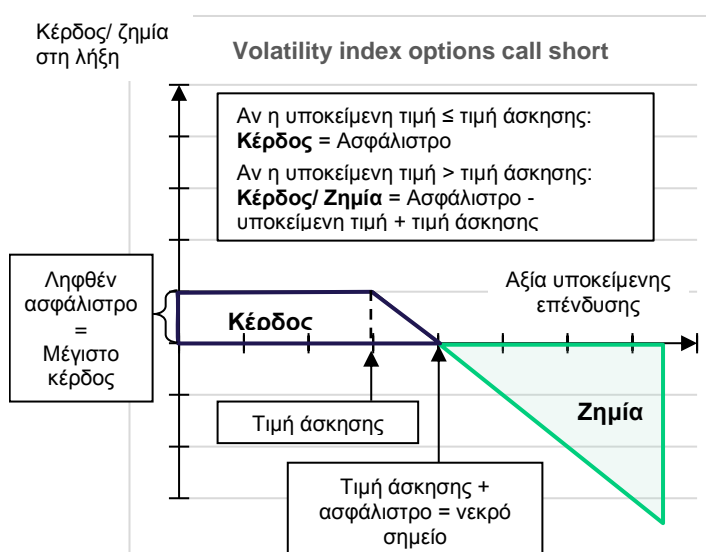 Κέρδος/ ζημία
στη λήξη
Volatility index options call short
Αν η υποκείμενη τιμή ≤ τιμή άσκησης:
Κέρδος = Ασφάλιστρο
Αν η υποκείμενη τιμή > τιμή άσκησης:
Κέρδος/ Ζημία = Ασφάλιστρο -
υποκείμενη τιμή + τιμή άσκησης
Ληφθέν
ασφάλιστρο
=
Μέγιστο
κέρδος
Αξία υποκείμενης
επένδυσης
Κέρδος
Τιμή άσκησης
Ζημία
Τιμή άσκησης +
ασφάλιστρο = νεκρό
σημείο